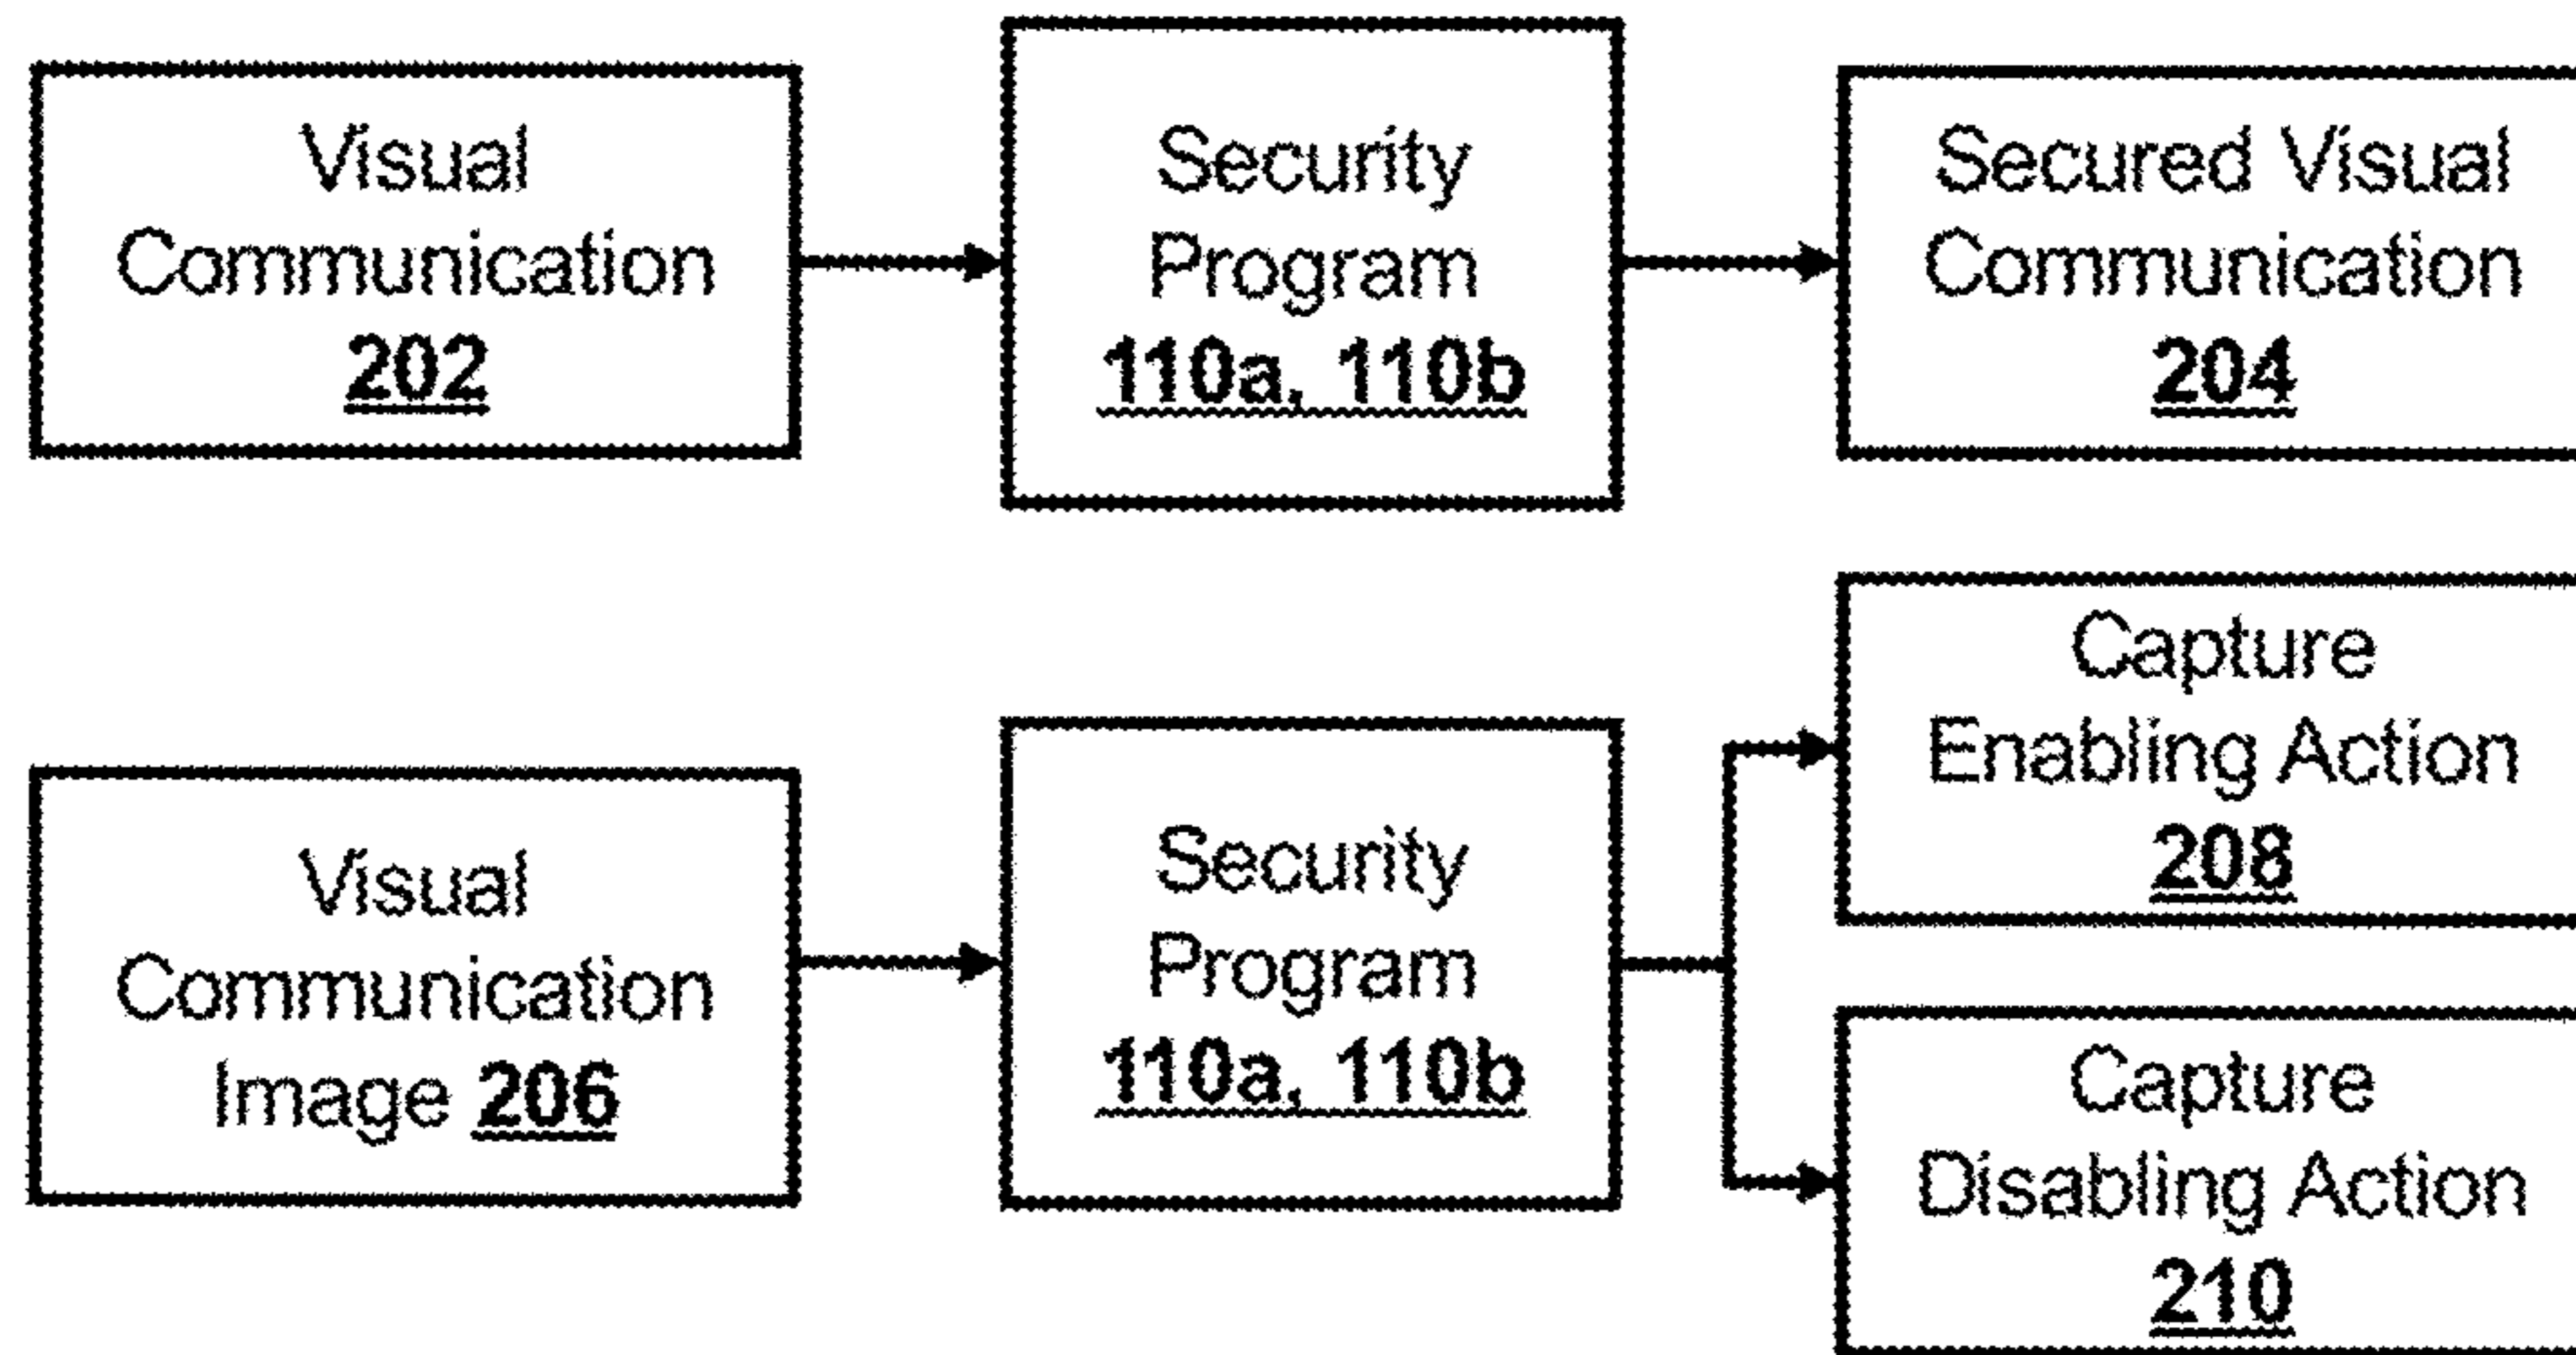 Visual
Communication
202
Security
Program
110a, 110b
Secured Visual
Communication
204
Visual
Communication
Image 206
Security
Program
110a, 110b
Capture
Enabling Action
208
Capture
Disabling Action
210